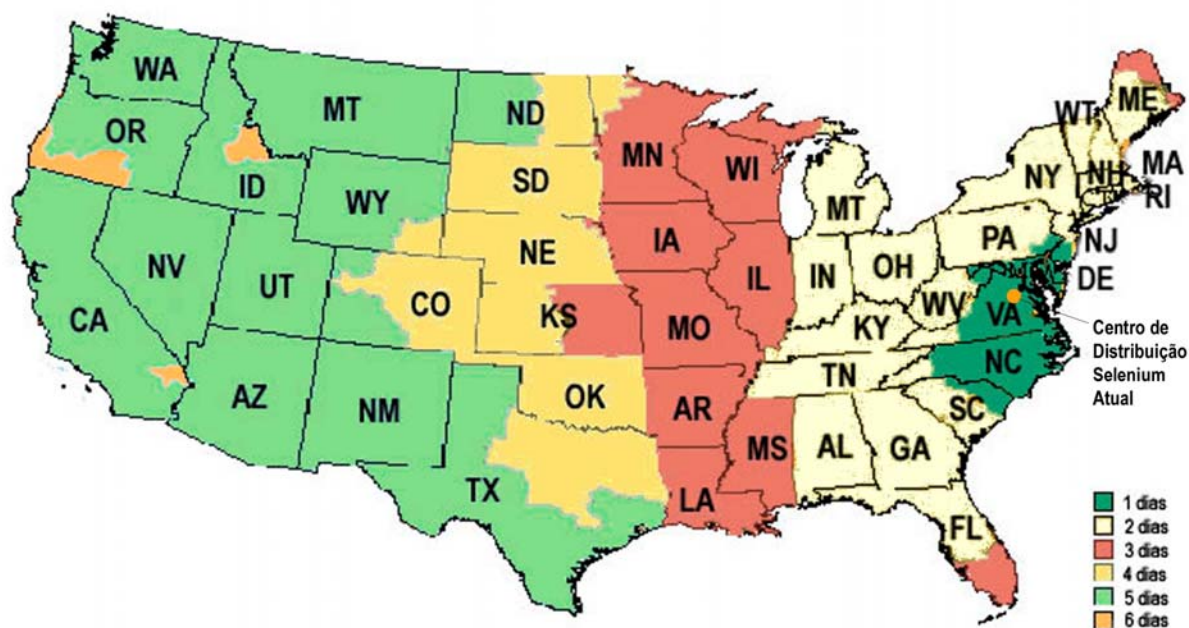 WA
MT
ND
OR
ID
WY
SD
MN
WI
NE
IA
NV
UT
CO
KS
CA
AZ
NM
OK
TX
MO
IL
AR
LA
MS
MT
IN
OH
KY
TN
AL
GA
FL
SC
NC
VA
WV
PA
NY
WT
NH
ME
MA
RI
NJ
DE
Centro de
Distribuição
Selenium
Atual
1 dias
2 dias
3 dias
4 dias
5 dias
6 dias